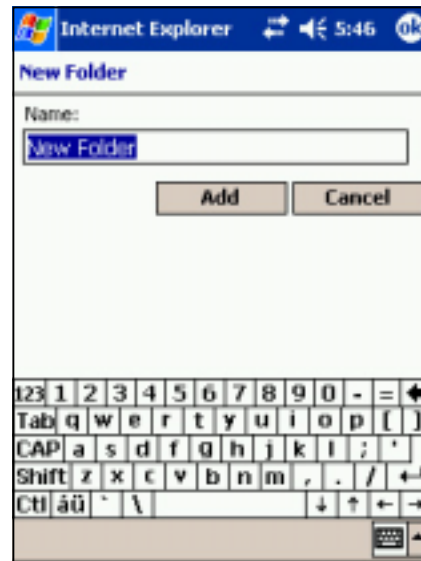 Internet Explorer 5:46 ok
New Folder
Name:
New Folder
Add Cancel
123 1 2 3 4 5 6 7 8 9 0 - =
Tab q w e r t y u i o p [ ]
CAP a s d f g h j k l ; '
Shift z x c v b n m , . /
Ctl áü ` \